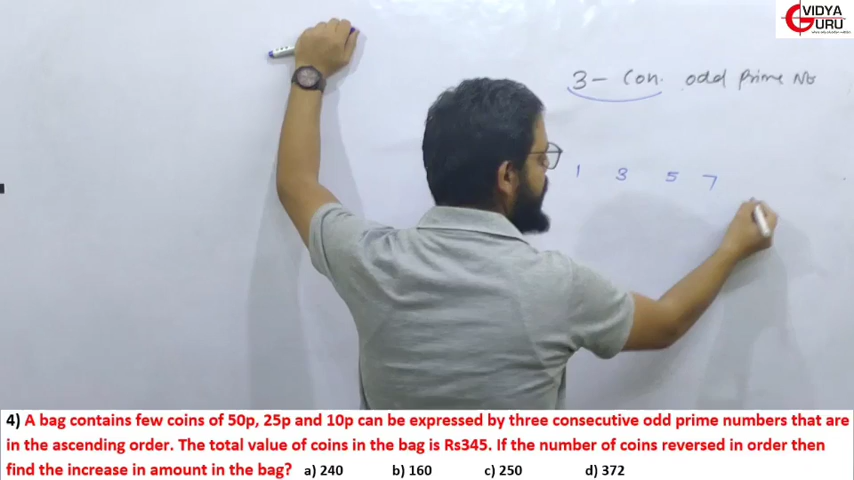 VIDYA
GURU
3 - Con. odd Prime No
1 3 5 7
4) A bag contains few coins of 50p, 25p and 10p can be expressed by three consecutive odd prime numbers that are
in the ascending order. The total value of coins in the bag is Rs345. If the number of coins reversed in order then
find the increase in amount in the bag? a) 240 b) 160 c) 250 d) 372